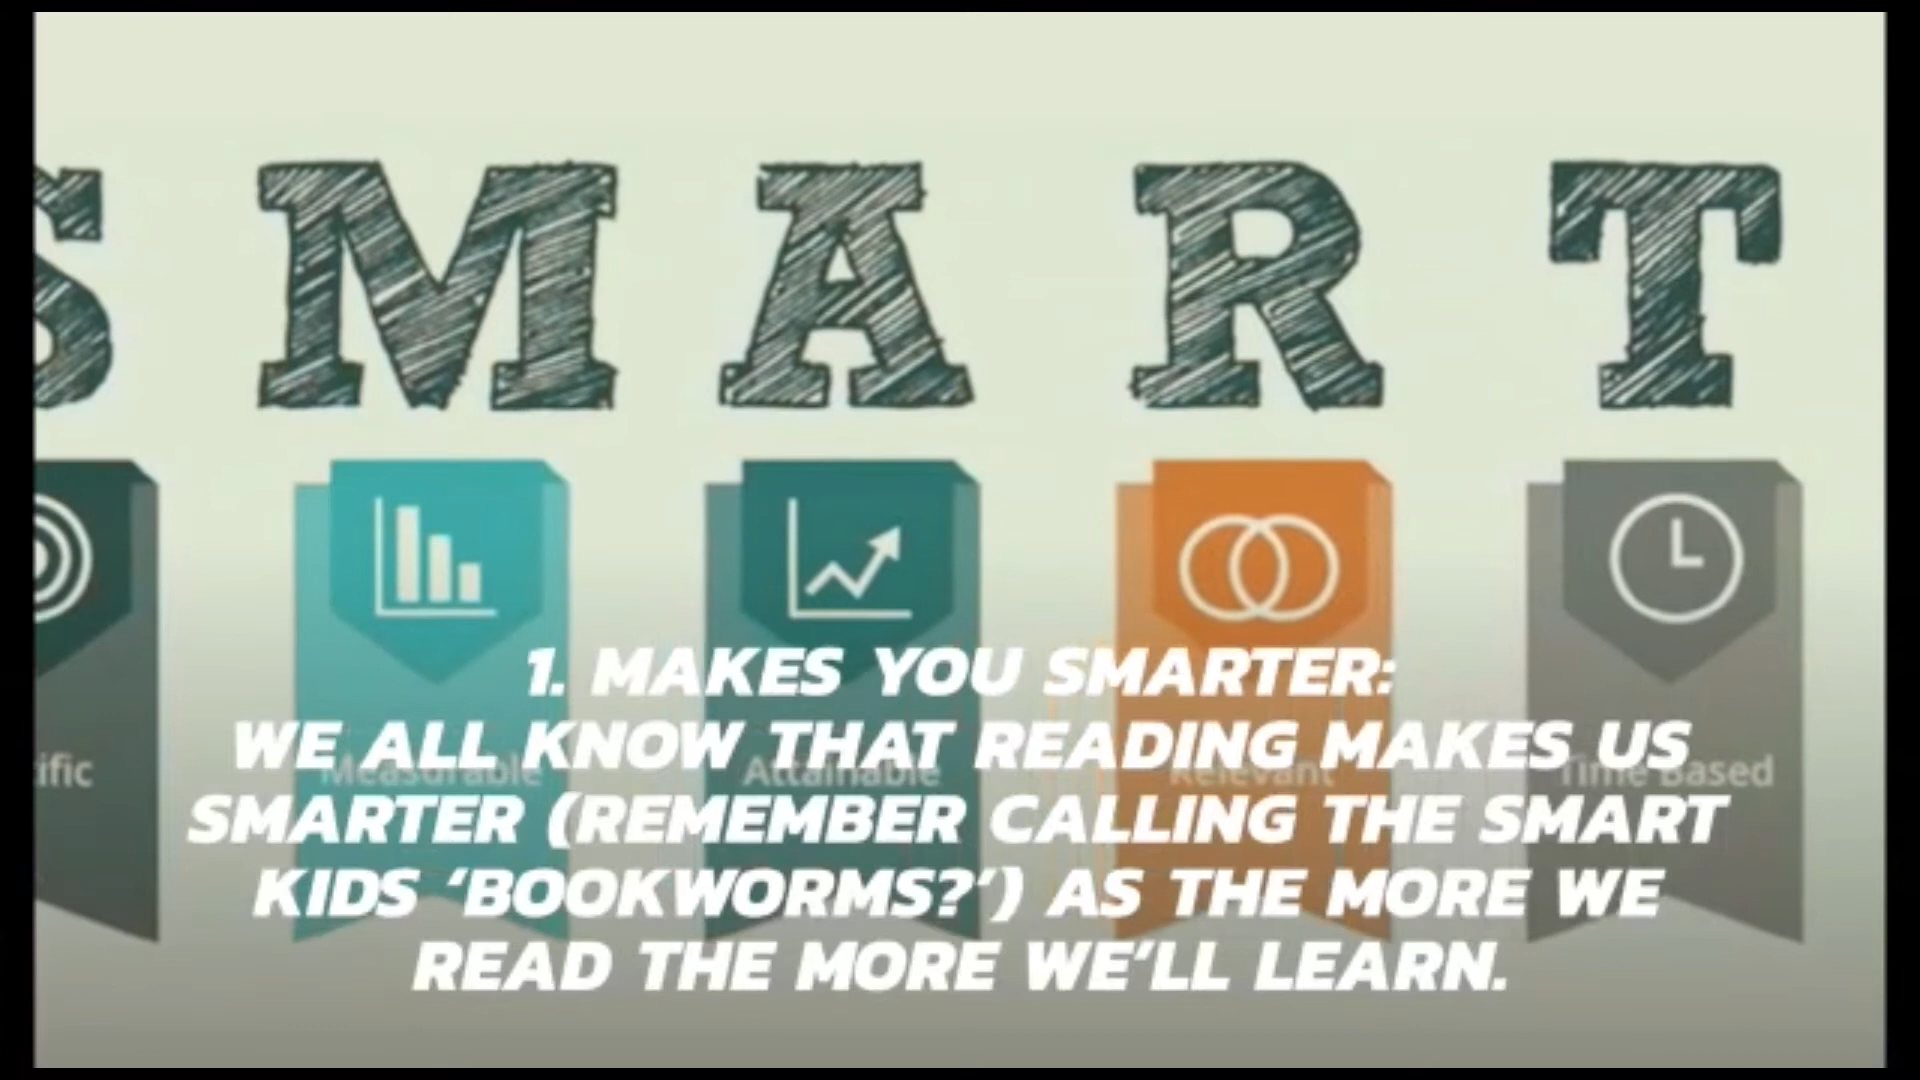 S M A R T
1. MAKES YOU SMARTER:
WE ALL KNOW THAT READING MAKES US
ific Measurable Attainable Relevant Time Based
SMARTER (REMEMBER CALLING THE SMART
KIDS ‘BOOKWORMS?’) AS THE MORE WE
READ THE MORE WE’LL LEARN.